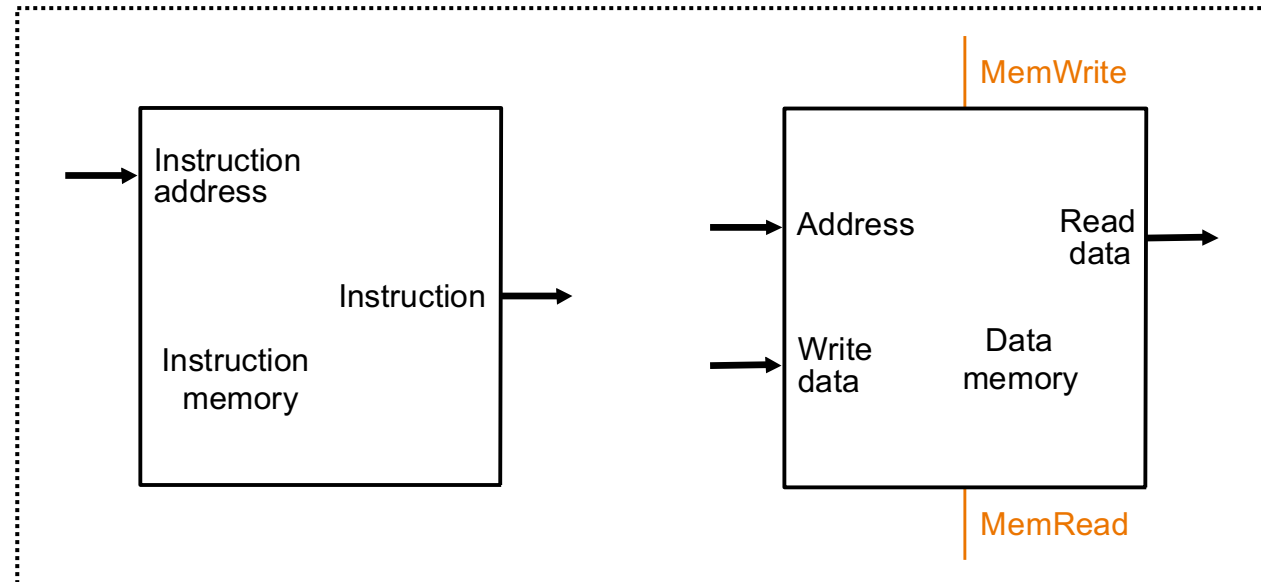 MemWrite
Instruction
address
Instruction
Instruction
memory
Address
Read
data
Write
data
Data
memory
MemRead